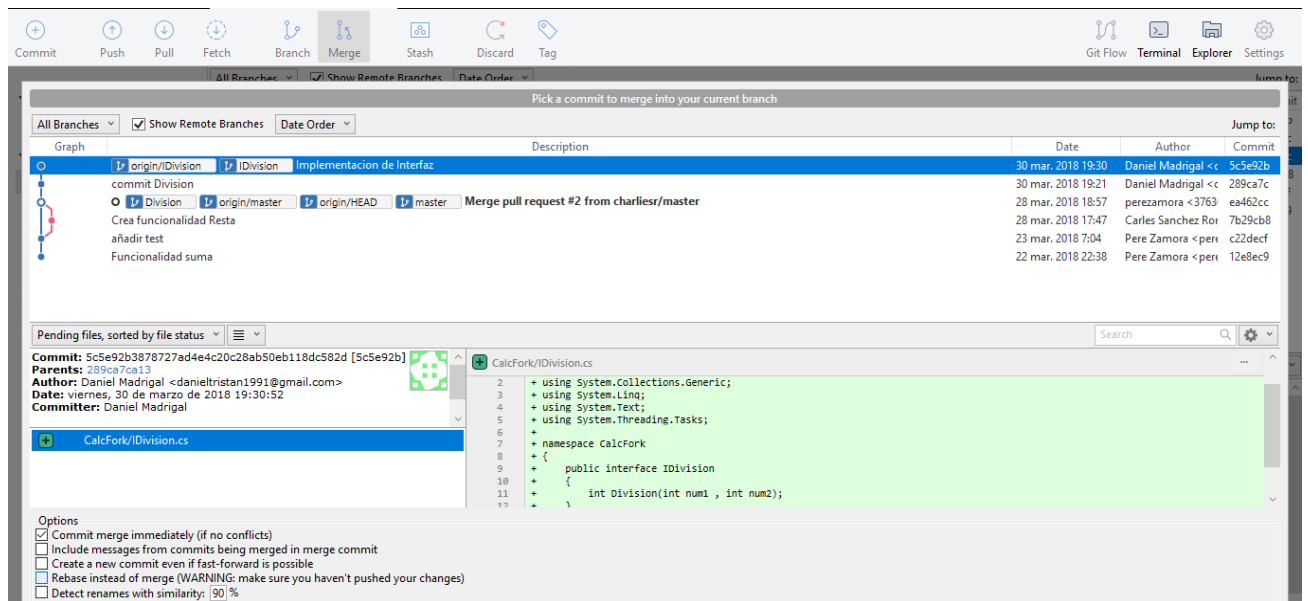 Commit Push Pull Fetch Branch Merge Stash Discard Tag Git Flow Terminal Explorer Settings
All Branches Show Remote Branches Date Order Jump to:
Pick a commit to merge into your current branch
All Branches Show Remote Branches Date Order Jump to:
Graph Description Date Author Commit
origin/IDivision IDivision Implementacion de Interfaz 30 mar. 2018 19:30 Daniel Madrigal <c 5c5e92b
commit Division 30 mar. 2018 19:21 Daniel Madrigal <c 289ca7c
Division origin/master origin/HEAD master Merge pull request #2 from charliesr/master 28 mar. 2018 18:57 perezamora <3763 ea462cc
Crea funcionalidad Resta 28 mar. 2018 17:47 Carles Sanchez Ror 7b29cb8
añadir test 23 mar. 2018 7:04 Pere Zamora <pere c22decf
Funcionalidad suma 22 mar. 2018 22:38 Pere Zamora <pere 12e8ec9
Pending files, sorted by file status Search
Commit: 5c5e92b3878727ad4e4c20c28ab50eb118dc582d [5c5e92b]
Parents: 289ca7ca13
Author: Daniel Madrigal <danieltristan1991@gmail.com>
Date: viernes, 30 de marzo de 2018 19:30:52
Committer: Daniel Madrigal
CalcFork/IDivision.cs
CalcFork/IDivision.cs ...
2 + using System.Collections.Generic;
3 + using System.Linq;
4 + using System.Text;
5 + using System.Threading.Tasks;
6 +
7 + namespace CalcFork
8 + {
9 + public interface IDivision
10 + {
11 + int Division(int num1 , int num2);
12 + }
Options
Commit merge immediately (if no conflicts)
Include messages from commits being merged in merge commit
Create a new commit even if fast-forward is possible
Rebase instead of merge (WARNING: make sure you haven't pushed your changes)
Detect renames with similarity: 90 %